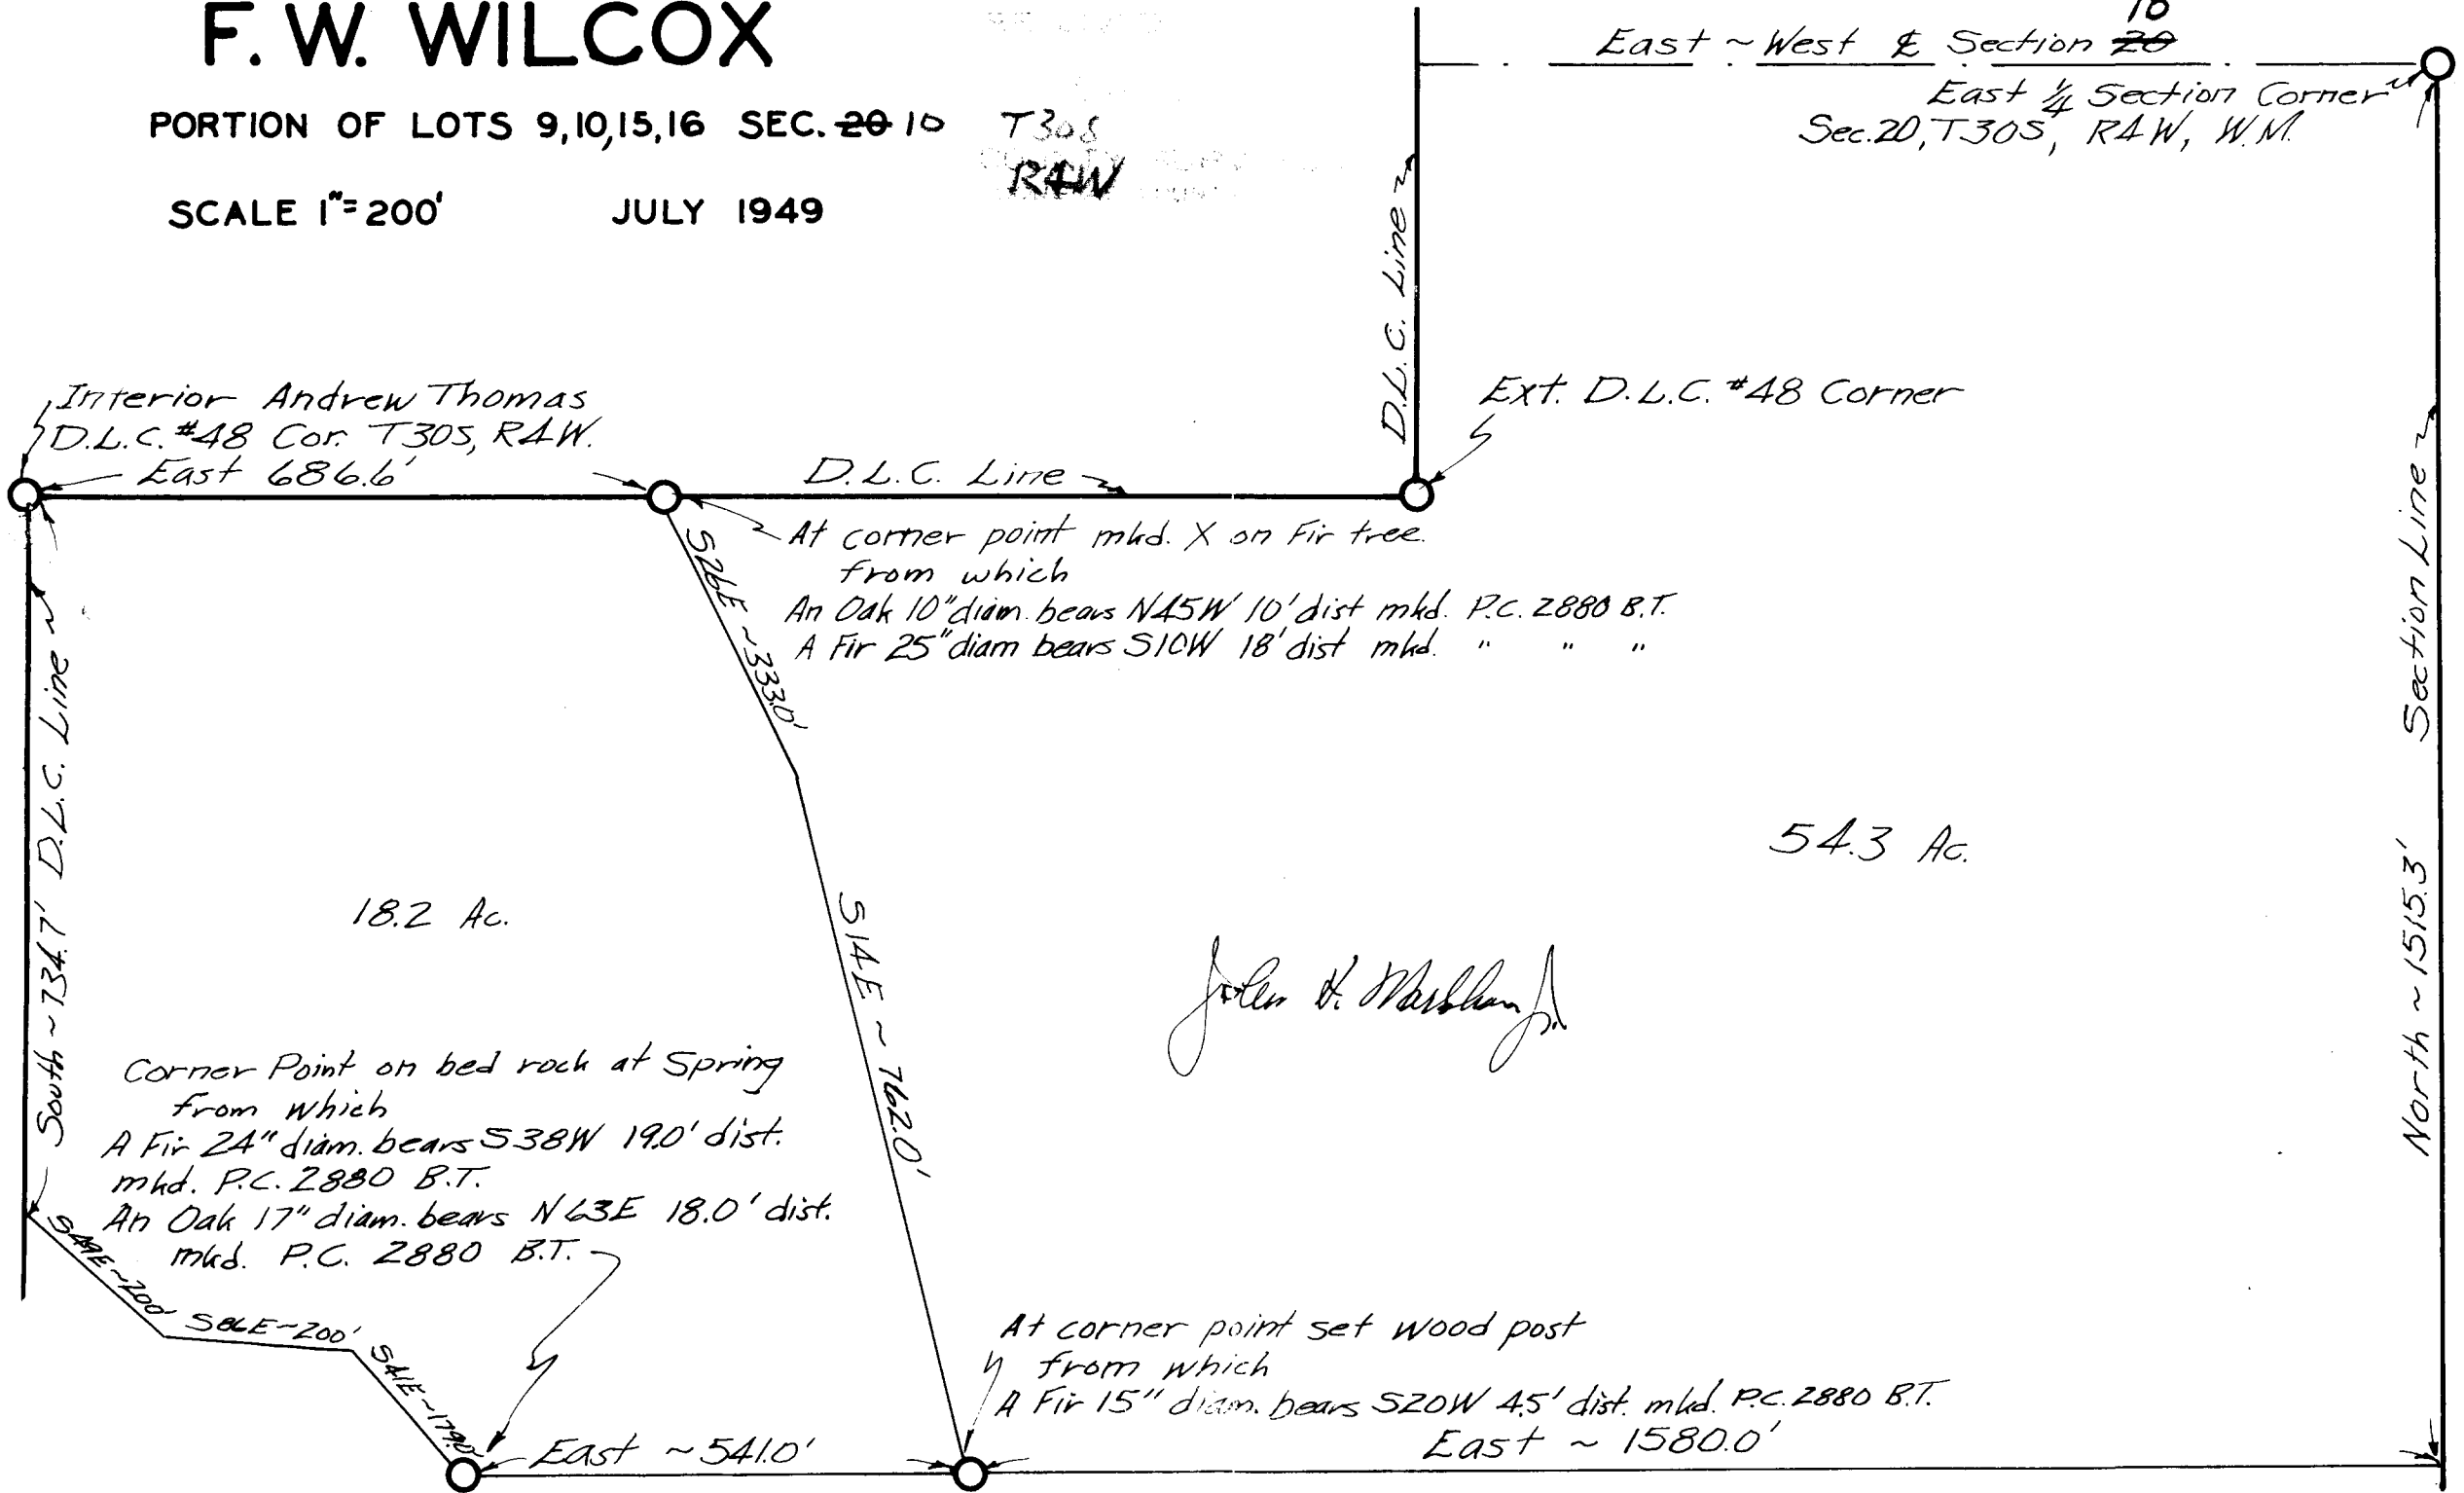 F. W. WILCOX
PORTION OF LOTS 9,10,15,16 SEC. 20 10 T30S
R4W
SCALE 1"=200' JULY 1949
10
East ~ West ℄ Section 20
East ¼ Section Corner
Sec.20, T30S, R4W, W.M.
D.L.C. Line
Interior Andrew Thomas
D.L.C. #48 Cor. T30S, R4W.
East 686.6'
D.L.C. Line
Ext. D.L.C. #48 Corner
At corner point mkd. X on Fir tree.
from which
An Oak 10" diam. bears N45W 10' dist mkd. P.C. 2880 B.T.
A Fir 25" diam bears S10W 18' dist mkd. " " "
S26E ~ 333.0'
Section Line
D.L.C. Line
54.3 Ac.
18.2 Ac.
S14E ~ 762.0'
South ~ 734.7'
North ~ 1515.3'
Corner Point on bed rock at Spring
from which
A Fir 24" diam. bears S38W 19.0' dist.
mkd. P.C. 2880 B.T.
An Oak 17" diam. bears N63E 18.0' dist.
mkd. P.C. 2880 B.T.
S49E ~ 200'
S86E ~ 200'
S41E ~ 179.0'
At corner point set wood post
from which
A Fir 15" diam. bears S20W 4.5' dist. mkd. P.C. 2880 B.T.
East ~ 541.0'
East ~ 1580.0'
John H.